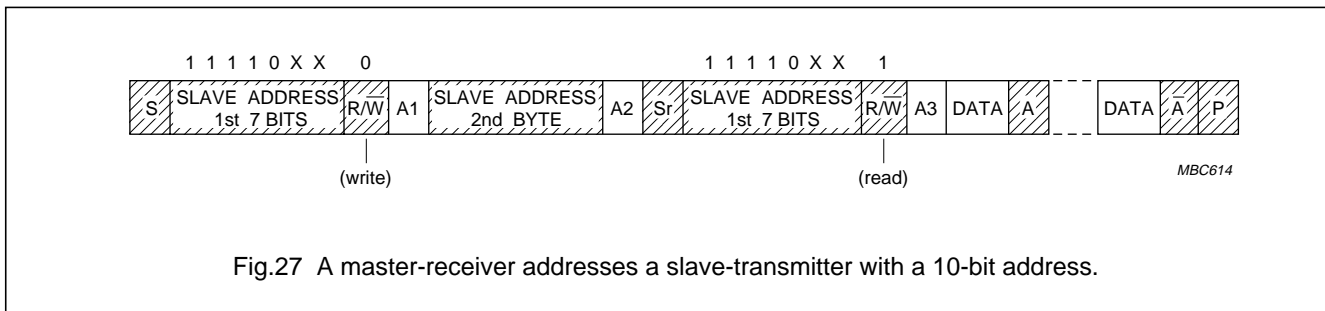 1 1 1 1 0 X X 0 1 1 1 1 0 X X 1
S SLAVE ADDRESS 1st 7 BITS R/W̅ A1 SLAVE ADDRESS 2nd BYTE A2 Sr SLAVE ADDRESS 1st 7 BITS R/W̅ A3 DATA A DATA A̅ P
(write) (read)
MBC614
Fig.27 A master-receiver addresses a slave-transmitter with a 10-bit address.